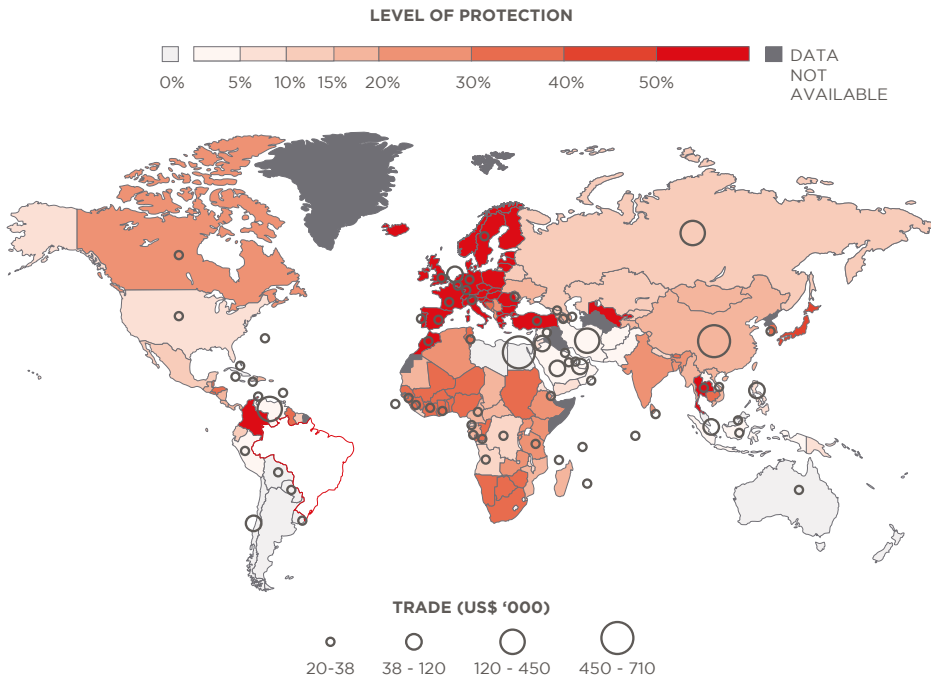 LEVEL OF PROTECTION
0% 5% 10% 15% 20% 30% 40% 50%
DATA
NOT
AVAILABLE
TRADE (US$ ‘000)
20-38 38 - 120 120 - 450 450 - 710